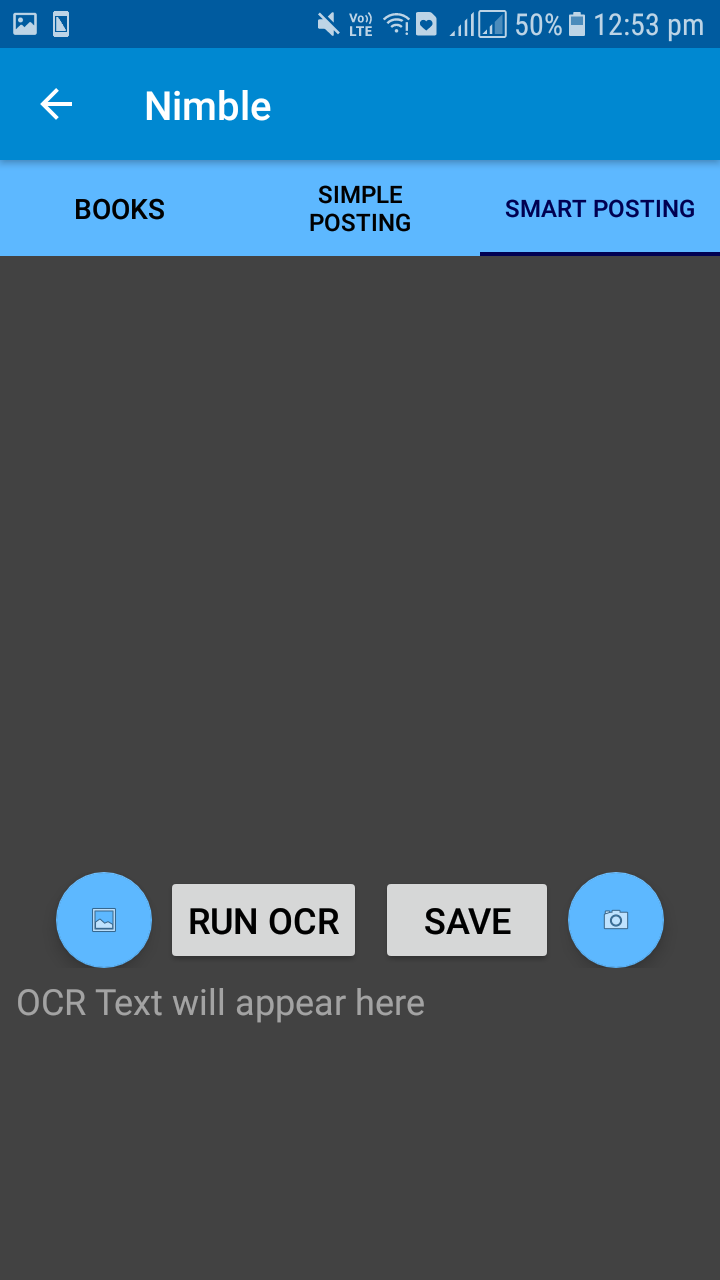 Vo)) LTE 50% 12:53 pm
Nimble
BOOKS
SIMPLE
POSTING
SMART POSTING
RUN OCR
SAVE
OCR Text will appear here